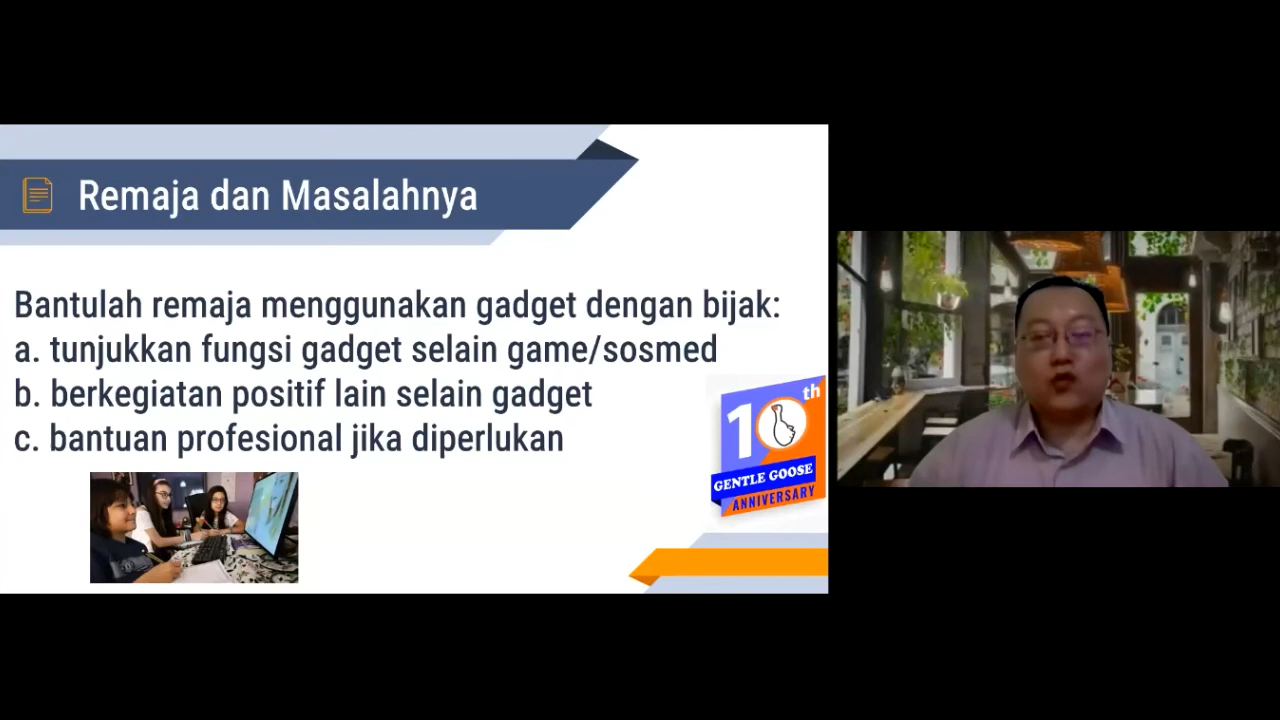 Remaja dan Masalahnya
Bantulah remaja menggunakan gadget dengan bijak:
a. tunjukkan fungsi gadget selain game/sosmed
b. berkegiatan positif lain selain gadget
c. bantuan profesional jika diperlukan
10th
GENTLE GOOSE
ANNIVERSARY